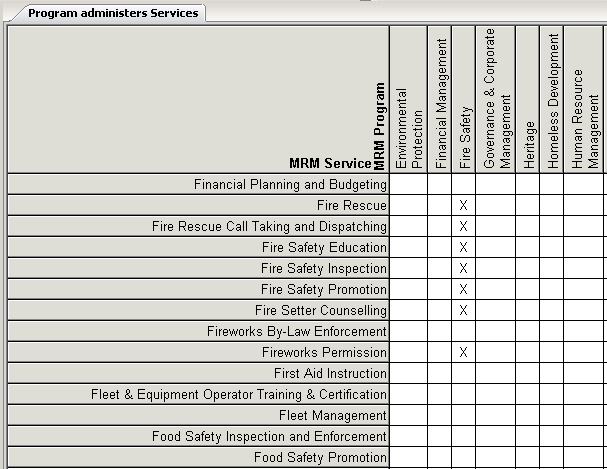 Program administers Services
MRM Service
MRM Program
Environmental
Protection
Financial Management
Fire Safety
Governance & Corporate
Management
Heritage
Homeless Development
Human Resource
Management
Financial Planning and Budgeting
Fire Rescue X
Fire Rescue Call Taking and Dispatching X
Fire Safety Education X
Fire Safety Inspection X
Fire Safety Promotion X
Fire Setter Counselling X
Fireworks By-Law Enforcement
Fireworks Permission X
First Aid Instruction
Fleet & Equipment Operator Training & Certification
Fleet Management
Food Safety Inspection and Enforcement
Food Safety Promotion